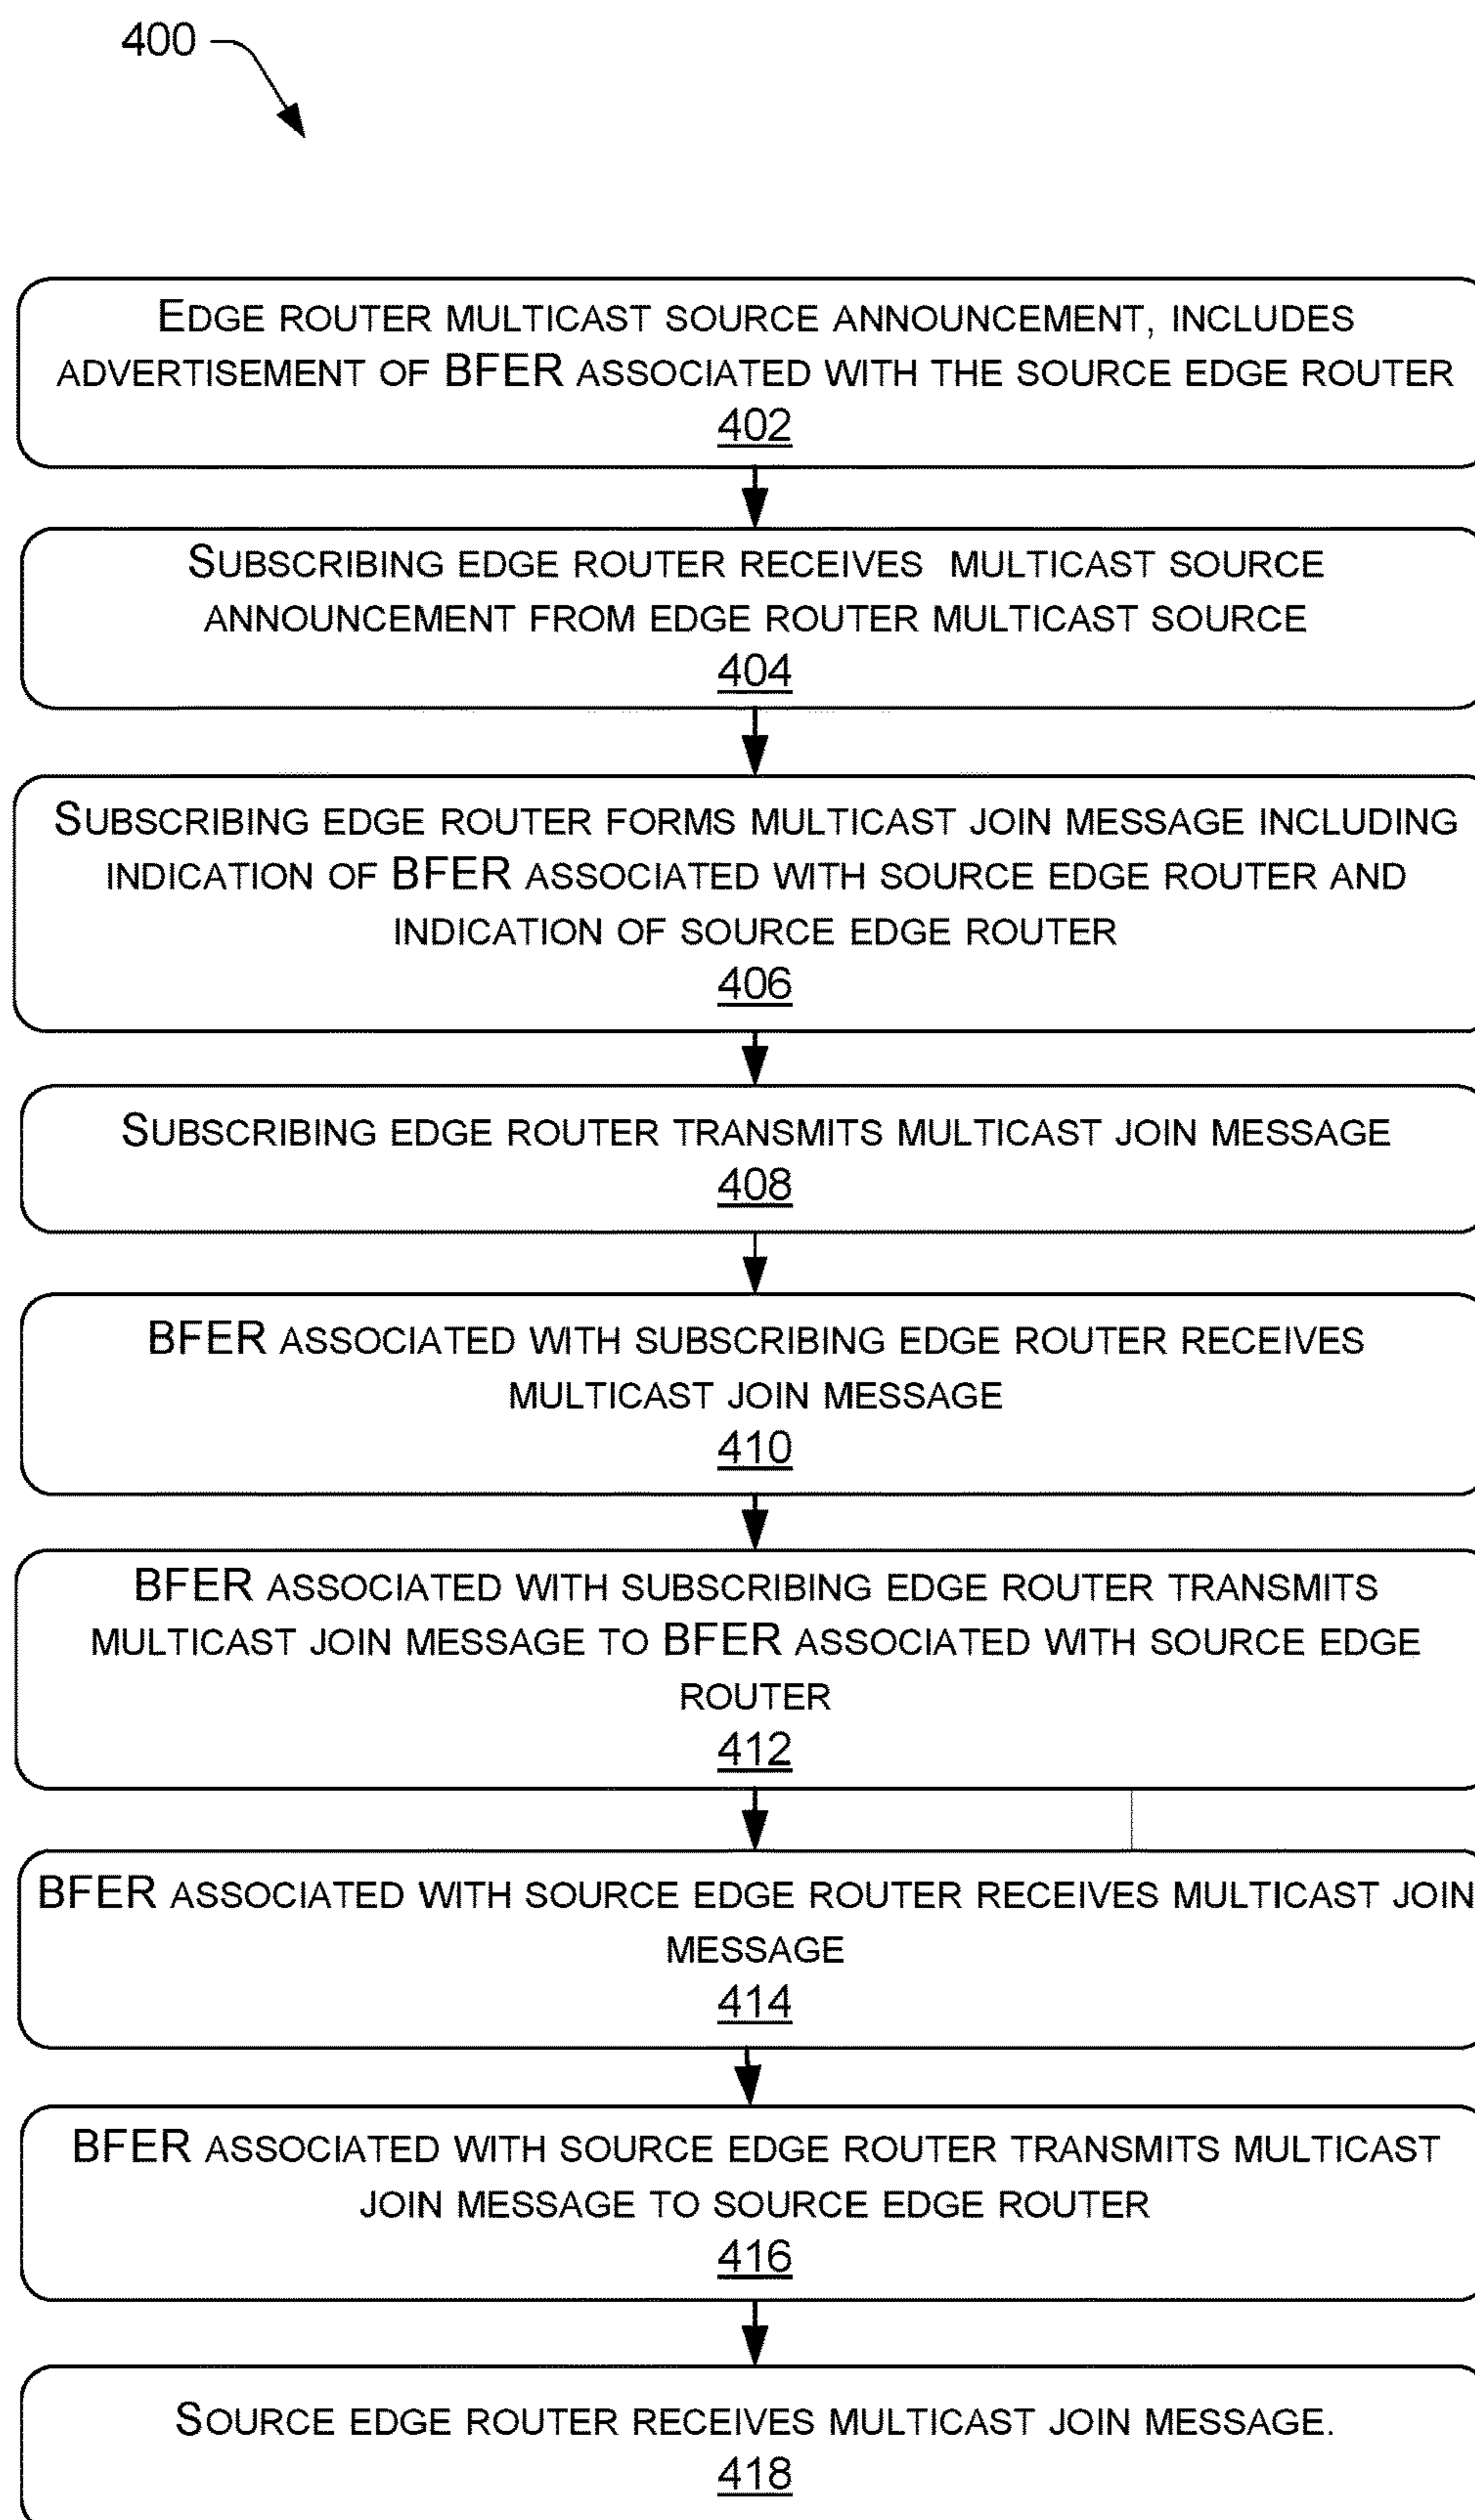 400
EDGE ROUTER MULTICAST SOURCE ANNOUNCEMENT, INCLUDES
ADVERTISEMENT OF BFER ASSOCIATED WITH THE SOURCE EDGE ROUTER
402
SUBSCRIBING EDGE ROUTER RECEIVES MULTICAST SOURCE
ANNOUNCEMENT FROM EDGE ROUTER MULTICAST SOURCE
404
SUBSCRIBING EDGE ROUTER FORMS MULTICAST JOIN MESSAGE INCLUDING
INDICATION OF BFER ASSOCIATED WITH SOURCE EDGE ROUTER AND
INDICATION OF SOURCE EDGE ROUTER
406
SUBSCRIBING EDGE ROUTER TRANSMITS MULTICAST JOIN MESSAGE
408
BFER ASSOCIATED WITH SUBSCRIBING EDGE ROUTER RECEIVES
MULTICAST JOIN MESSAGE
410
BFER ASSOCIATED WITH SUBSCRIBING EDGE ROUTER TRANSMITS
MULTICAST JOIN MESSAGE TO BFER ASSOCIATED WITH SOURCE EDGE
ROUTER
412
BFER ASSOCIATED WITH SOURCE EDGE ROUTER RECEIVES MULTICAST JOIN
MESSAGE
414
BFER ASSOCIATED WITH SOURCE EDGE ROUTER TRANSMITS MULTICAST
JOIN MESSAGE TO SOURCE EDGE ROUTER
416
SOURCE EDGE ROUTER RECEIVES MULTICAST JOIN MESSAGE.
418